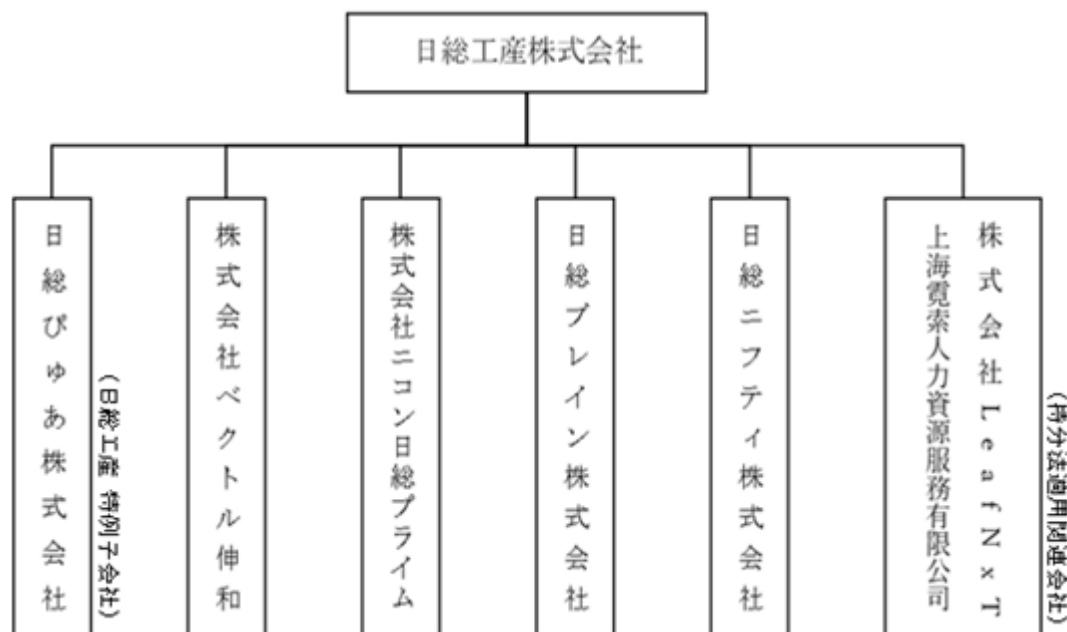 日総工産株式会社
日総ぴゅあ株式会社
(日総工産 特例子会社)
株式会社ベクトル伸和
株式会社ニコン日総プライム
日総ブレイン株式会社
日総ニフティ株式会社
株式会社LeafNxT
上海霓索人力資源服務有限公司
(持分法適用関連会社)